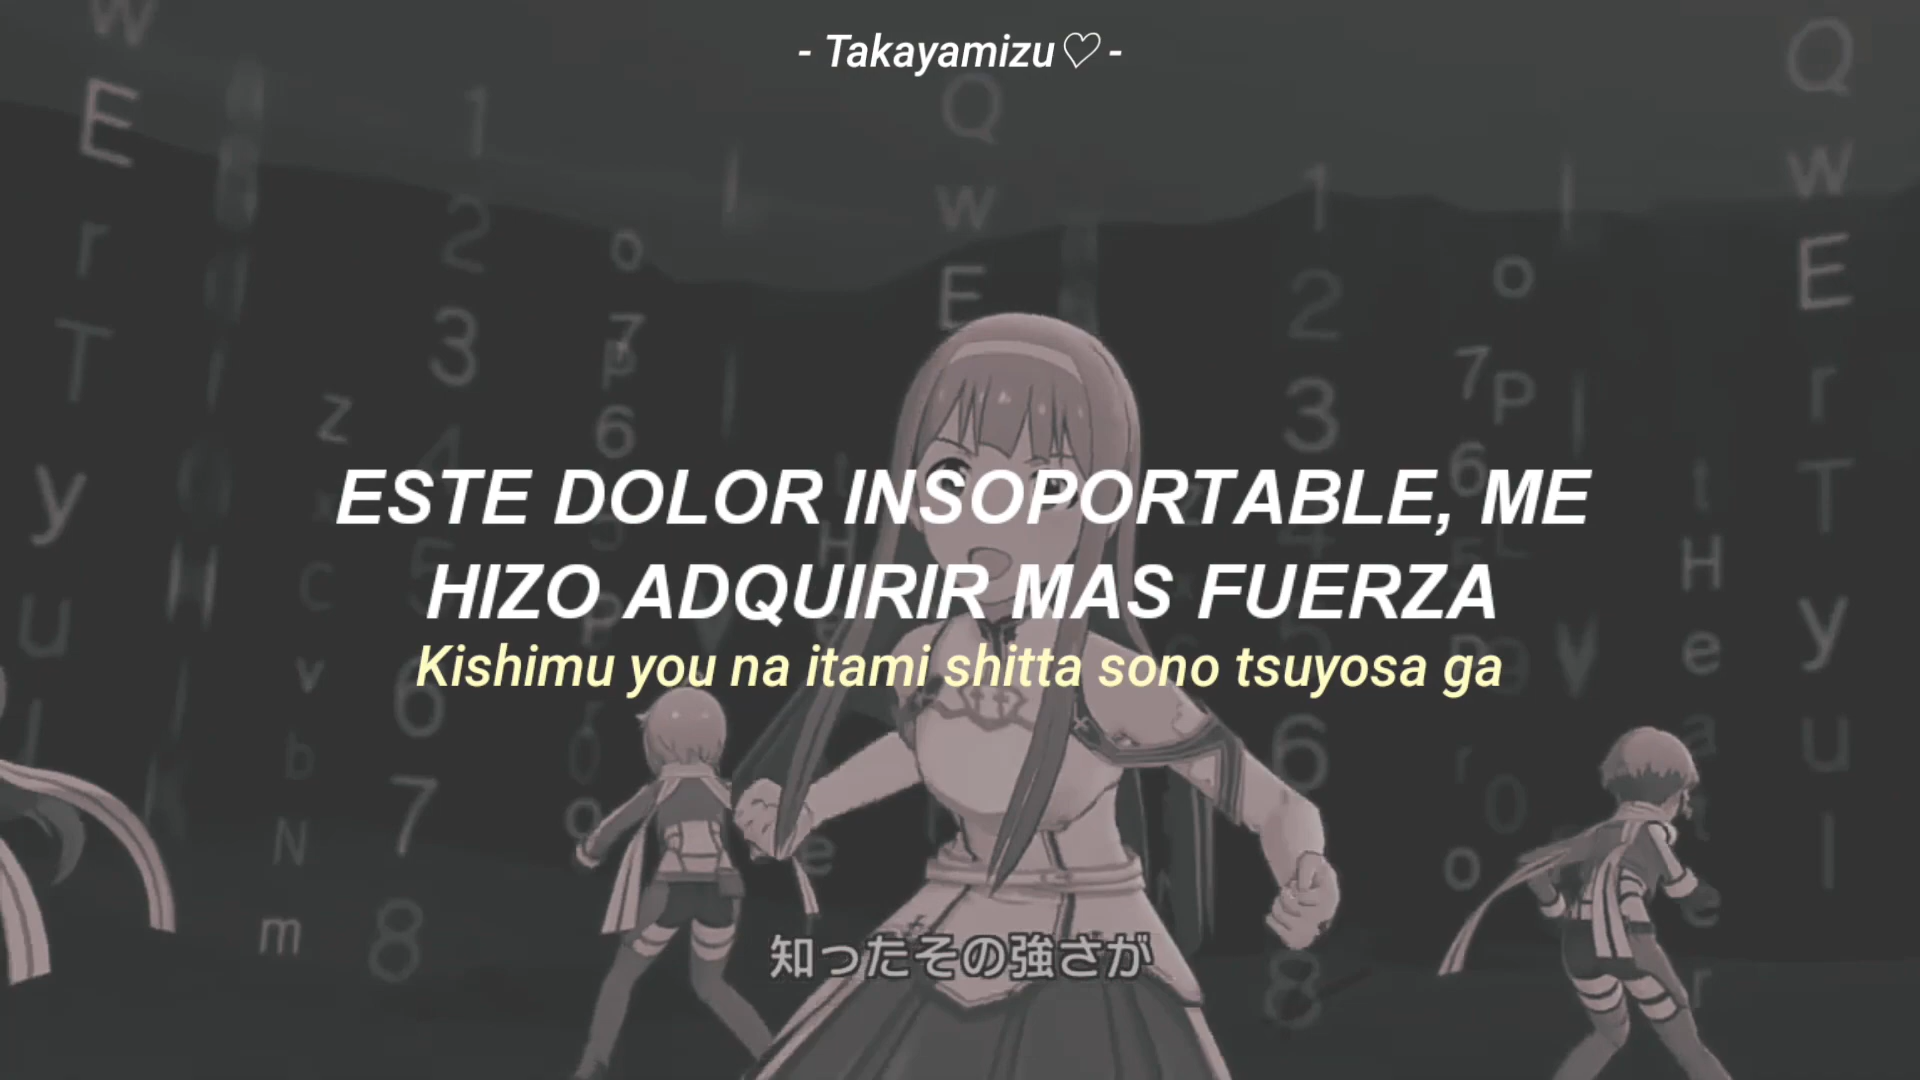 - Takayamizu♡ -
ESTE DOLOR INSOPORTABLE, ME
HIZO ADQUIRIR MAS FUERZA
Kishimu you na itami shitta sono tsuyosa ga
知ったその強さが